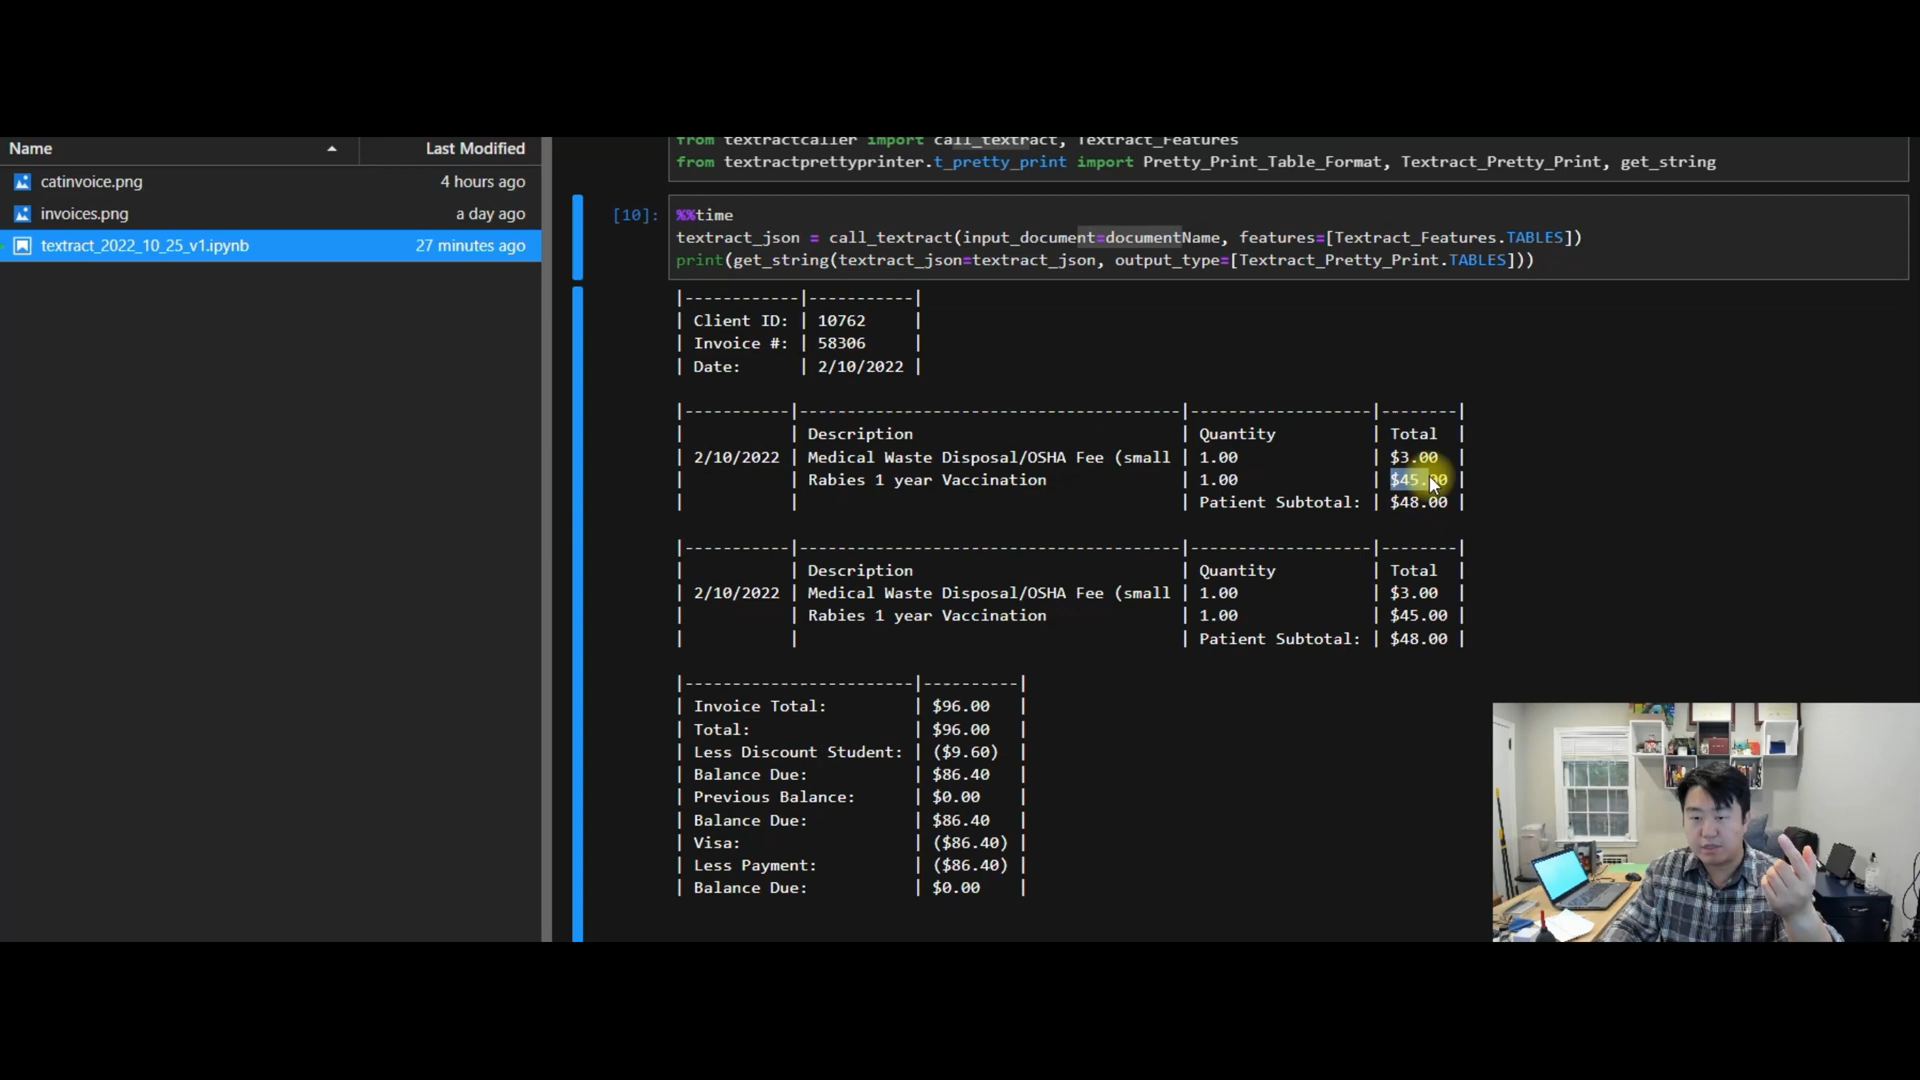 Name Last Modified
catinvoice.png 4 hours ago
invoices.png a day ago
textract_2022_10_25_v1.ipynb 27 minutes ago
from textractcaller import call_textract, Textract_Features
from textractprettyprinter.t_pretty_print import Pretty_Print_Table_Format, Textract_Pretty_Print, get_string
[10]: %%time
textract_json = call_textract(input_document=documentName, features=[Textract_Features.TABLES])
print(get_string(textract_json=textract_json, output_type=[Textract_Pretty_Print.TABLES]))
|------------|-----------|
| Client ID: | 10762 |
| Invoice #: | 58306 |
| Date: | 2/10/2022 |
|-----------|---------------------------------------|------------------|--------|
| | Description | Quantity | Total |
| 2/10/2022 | Medical Waste Disposal/OSHA Fee (small | 1.00 | $3.00 |
| | Rabies 1 year Vaccination | 1.00 | $45.00 |
| | | Patient Subtotal: | $48.00 |
|-----------|---------------------------------------|------------------|--------|
| | Description | Quantity | Total |
| 2/10/2022 | Medical Waste Disposal/OSHA Fee (small | 1.00 | $3.00 |
| | Rabies 1 year Vaccination | 1.00 | $45.00 |
| | | Patient Subtotal: | $48.00 |
|------------------------|----------|
| Invoice Total: | $96.00 |
| Total: | $96.00 |
| Less Discount Student: | ($9.60) |
| Balance Due: | $86.40 |
| Previous Balance: | $0.00 |
| Balance Due: | $86.40 |
| Visa: | ($86.40) |
| Less Payment: | ($86.40) |
| Balance Due: | $0.00 |